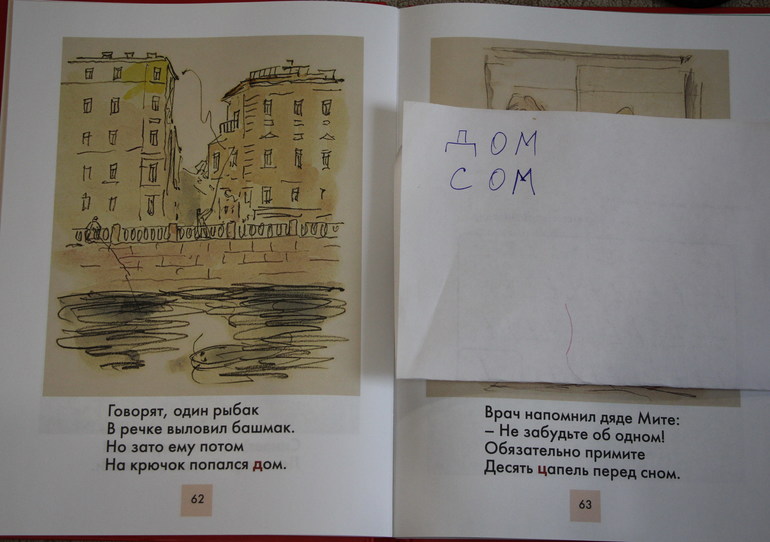 Говорят, один рыбак
В речке выловил башмак.
Но зато ему потом
На крючок попался дом.
62
ДОМ
СОМ
Врач напомнил дяде Мите:
– Не забудьте об одном!
Обязательно примите
Десять цапель перед сном.
63